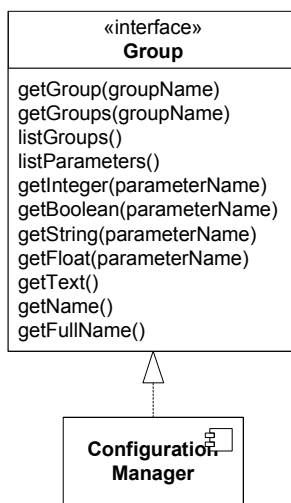 «interface»
Group
getGroup(groupName)
getGroups(groupName)
listGroups()
listParameters()
getInteger(parameterName)
getBoolean(parameterName)
getString(parameterName)
getFloat(parameterName)
getText()
getName()
getFullName()
Configuration
Manager